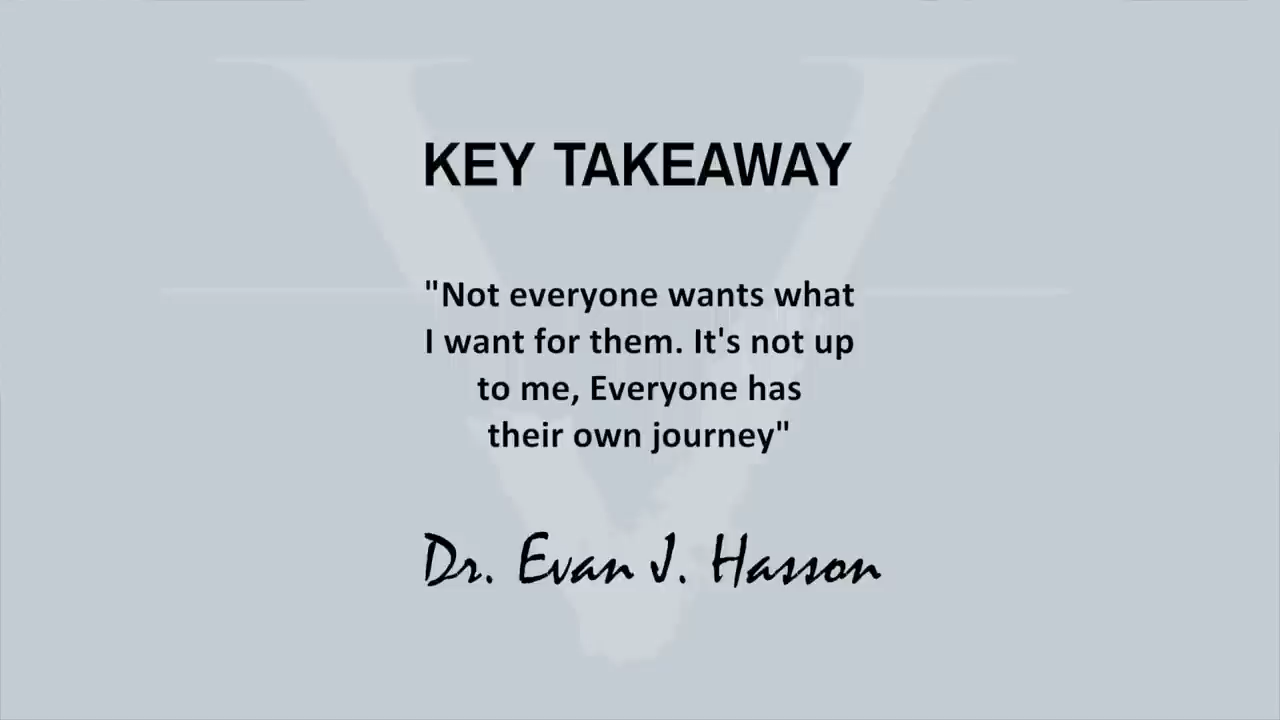 KEY TAKEAWAY
"Not everyone wants what
I want for them. It's not up
to me, Everyone has
their own journey"
Dr. Evan J. Hasson